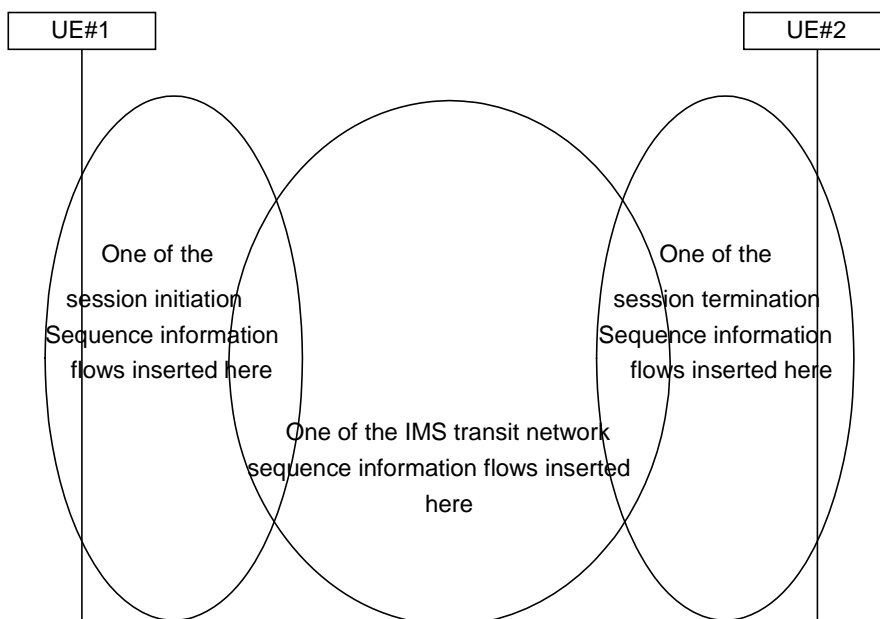 UE#1
UE#2
One of the
session initiation
Sequence information
flows inserted here
One of the
session termination
Sequence information
flows inserted here
One of the IMS transit network
sequence information flows inserted
here